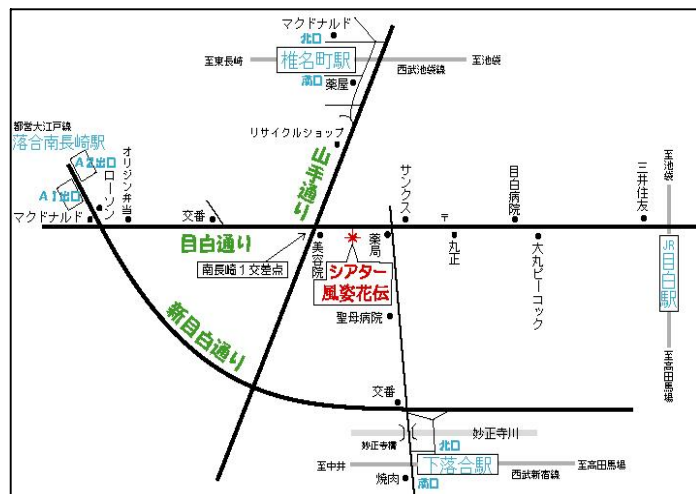 マクドナルド
北口
至東長崎
椎名町駅
西武池袋線
至池袋
南口
薬屋
リサイクルショップ
山手通り
都営大江戸線
落合南長崎駅
A2出口
A1出口
マクドナルド
ローソン
オリジン弁当
交番
目白通り
南長崎1交差点
美容院
シアター
風姿花伝
薬局
サンクス
〒
丸正
目白病院
大丸ピーコック
三井住友
至池袋
JR
目白駅
至高田馬場
聖母病院
新目白通り
交番
妙正寺橋
妙正寺川
北口
至中井
下落合駅
西武新宿線
至高田馬場
焼肉
南口